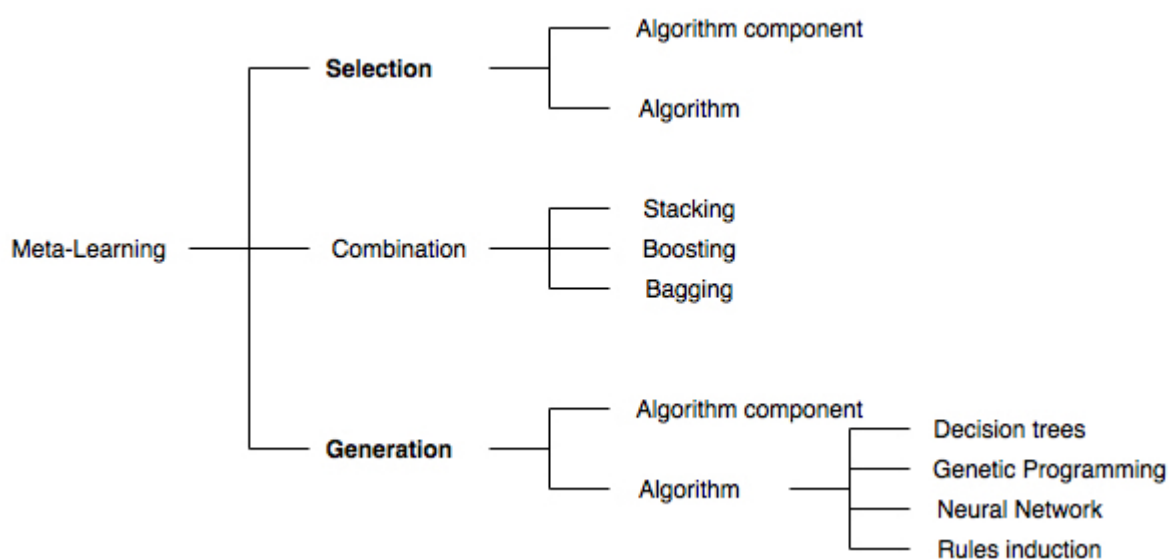 Algorithm component
Selection
Algorithm
Stacking
Meta-Learning
Combination
Boosting
Bagging
Algorithm component
Decision trees
Generation
Genetic Programming
Algorithm
Neural Network
Rules induction